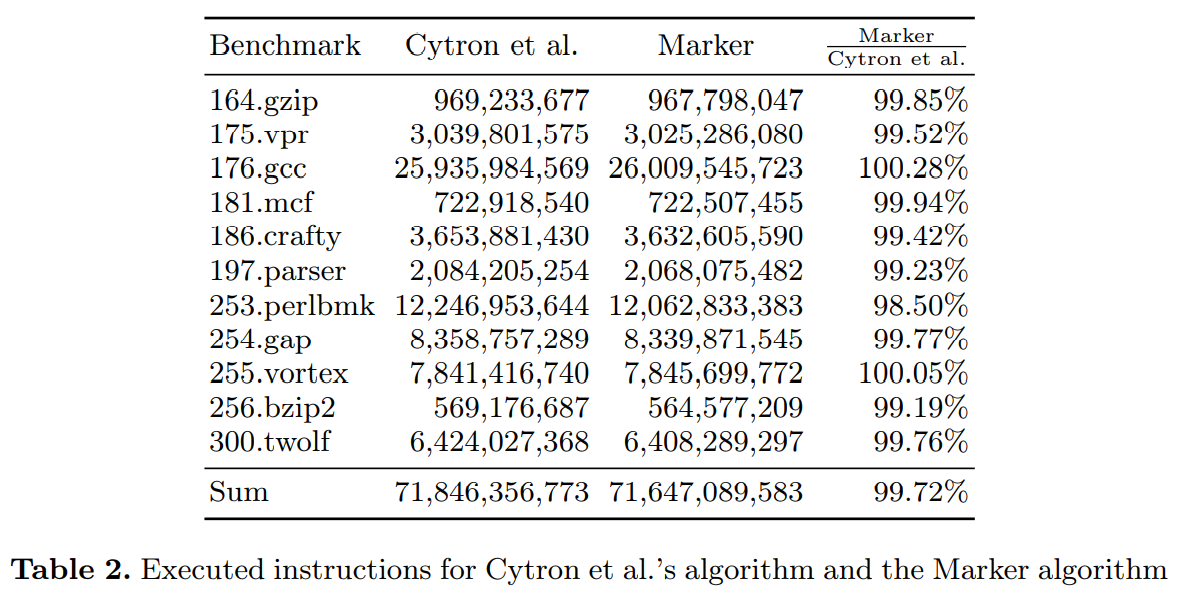 Benchmark Cytron et al. Marker Marker / Cytron et al.
164.gzip 969,233,677 967,798,047 99.85%
175.vpr 3,039,801,575 3,025,286,080 99.52%
176.gcc 25,935,984,569 26,009,545,723 100.28%
181.mcf 722,918,540 722,507,455 99.94%
186.crafty 3,653,881,430 3,632,605,590 99.42%
197.parser 2,084,205,254 2,068,075,482 99.23%
253.perlbmk 12,246,953,644 12,062,833,383 98.50%
254.gap 8,358,757,289 8,339,871,545 99.77%
255.vortex 7,841,416,740 7,845,699,772 100.05%
256.bzip2 569,176,687 564,577,209 99.19%
300.twolf 6,424,027,368 6,408,289,297 99.76%
Sum 71,846,356,773 71,647,089,583 99.72%
Table 2. Executed instructions for Cytron et al.'s algorithm and the Marker algorithm